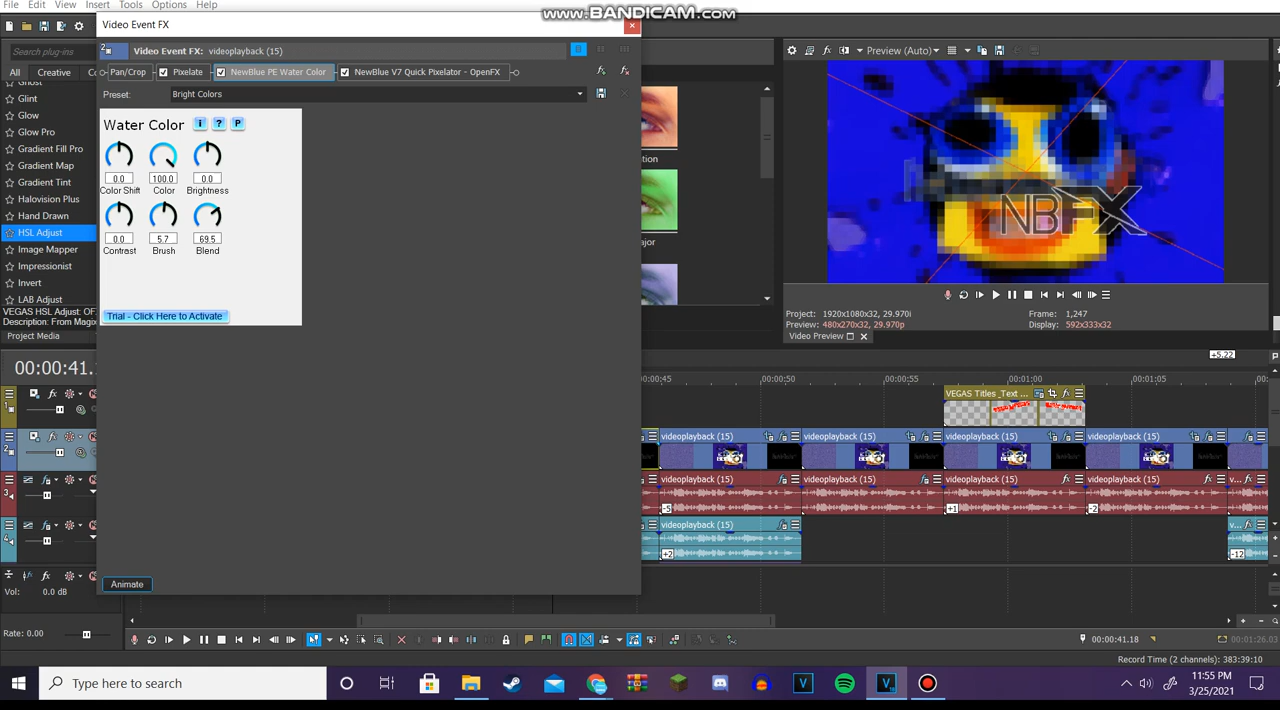 File Edit View Insert Tools Options Help
www.BANDICAM.com
Video Event FX
Search plug-ins
Video Event FX: videoplayback (15)
Preview (Auto)
All Creative
Pan/Crop Pixelate NewBlue PE Water Color NewBlue V7 Quick Pixelator - OpenFX
Preset: Bright Colors
Ghost
Glint
Glow
Glow Pro
Gradient Fill Pro
Gradient Map
Gradient Tint
Halovision Plus
Hand Drawn
HSL Adjust
Image Mapper
Impressionist
Invert
LAB Adjust
VEGAS HSL Adjust: OF
Description: From Mago
Project Media
Water Color i ? P
0.0 100.0 0.0
Color Shift Color Brightness
0.0 5.7 69.5
Contrast Brush Blend
Trial - Click Here to Activate
Animate
NBFX
Project: 1920x1080x32, 29.970i
Preview: 480x270x32, 29.970p
Frame: 1,247
Display: 592x333x32
Video Preview
+5.22
00:00:41.
00:00:50 00:00:55 00:01:00 00:01:05
VEGAS Titles _Text ...
videoplayback (15) videoplayback (15) videoplayback (15) videoplayback (15)
videoplayback (15) videoplayback (15) videoplayback (15) videoplayback (15) v...
-5 +1 -2
videoplayback (15) v...
+2 -12
Vol: 0.0 dB
Rate: 0.00
00:00:41.18
00:01:26.03
Record Time (2 channels): 383:39:10
Type here to search
11:55 PM
3/25/2021